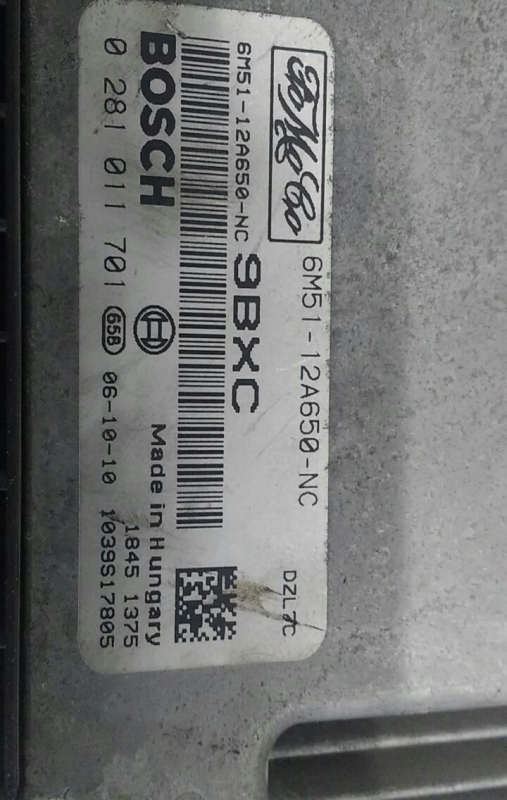 FoMoCo
6M51-12A650-NC
6M51-12A650-NC
9BXC
DZL7C
BOSCH
0 281 011 701
65B
06-10-10
Made in Hungary
1845 1375
1039S17805